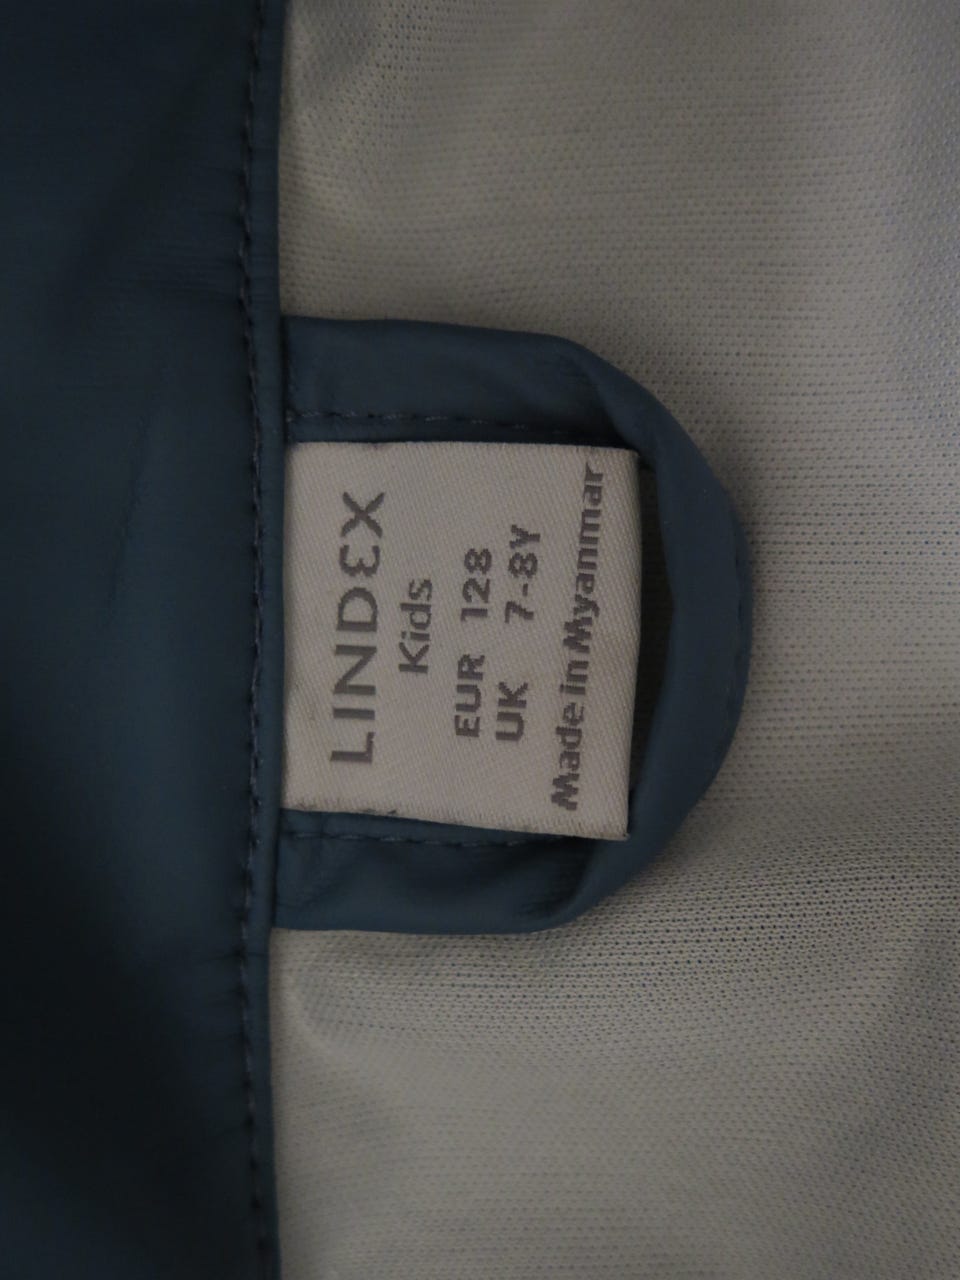 LINDEX
Kids
EUR 128
UK 7-8Y
Made in Myanmar